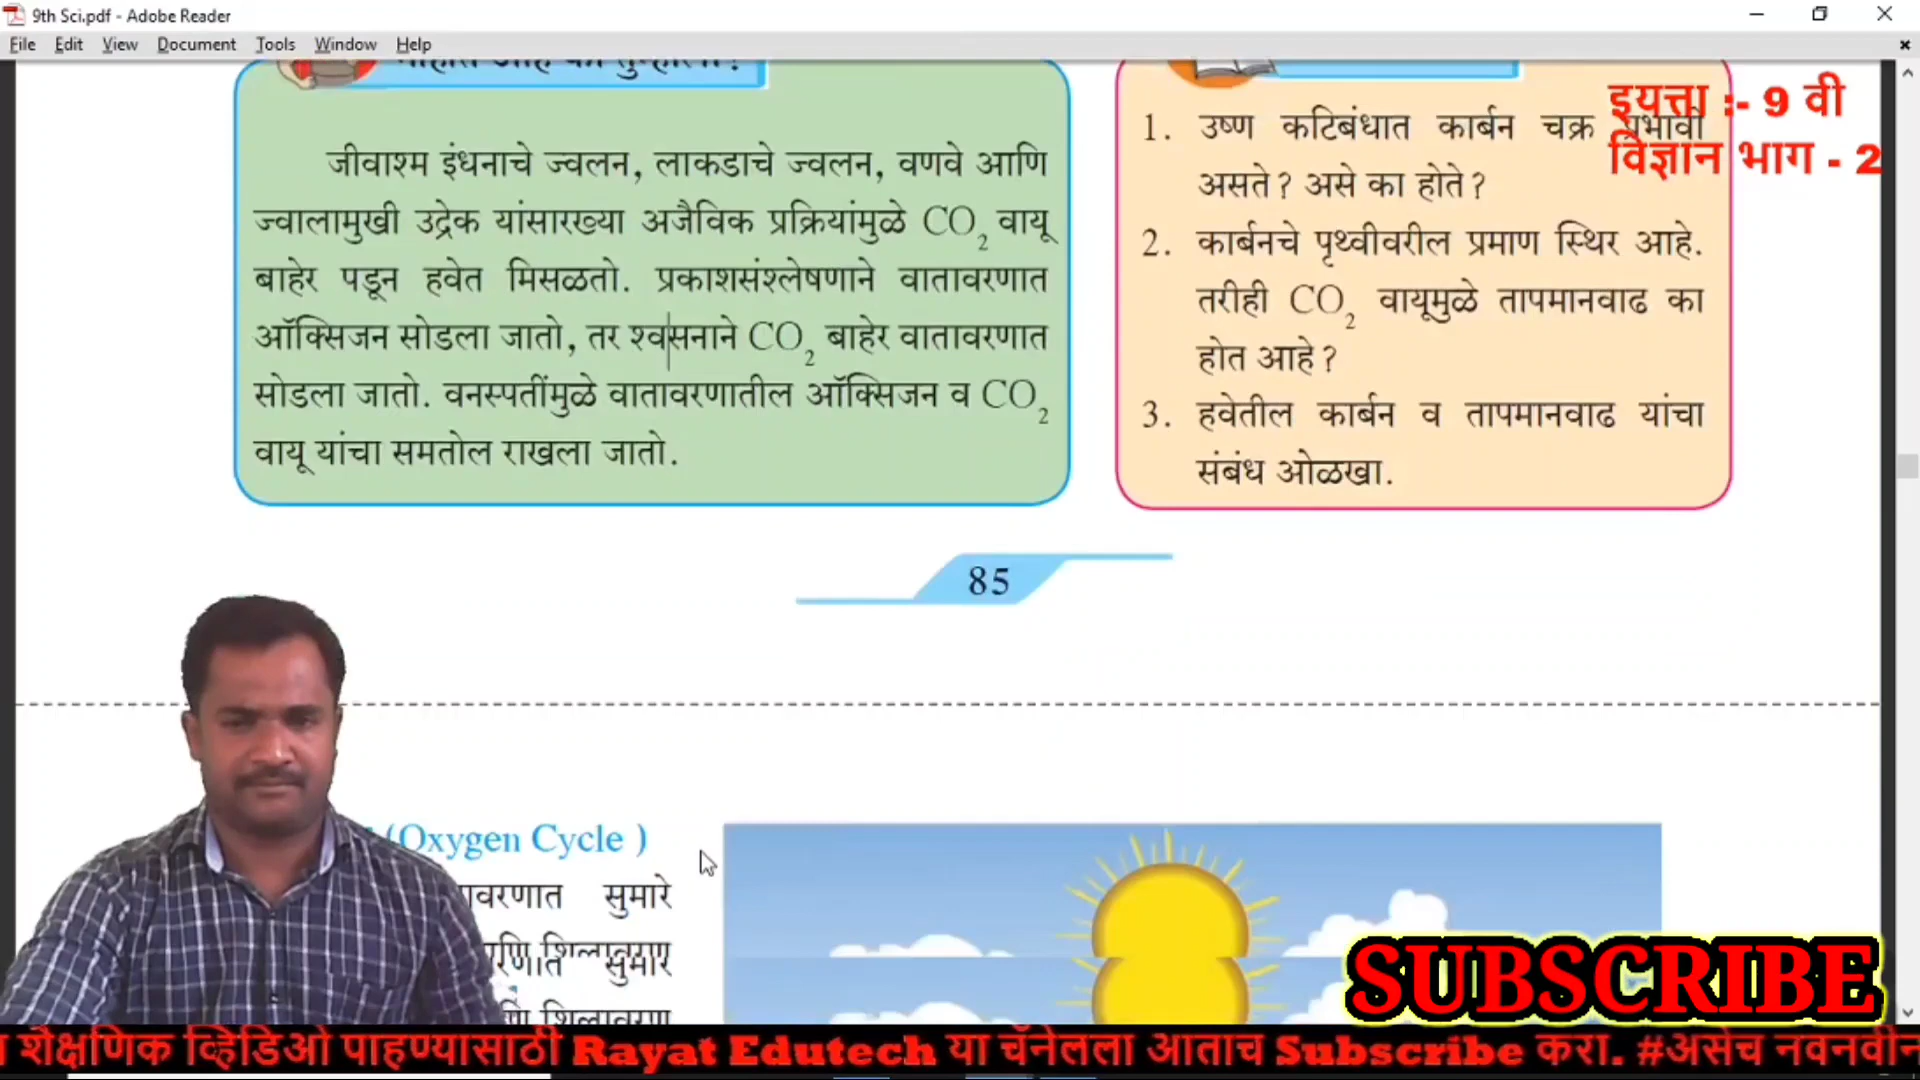 9th Sci.pdf - Adobe Reader
File Edit View Document Tools Window Help
माहीत आहे का तुम्हांला?
जीवाश्म इंधनाचे ज्वलन, लाकडाचे ज्वलन, वणवे आणि
ज्वालामुखी उद्रेक यांसारख्या अजैविक प्रक्रियांमुळे CO₂ वायू
बाहेर पडून हवेत मिसळतो. प्रकाशसंश्लेषणाने वातावरणात
ऑक्सिजन सोडला जातो, तर श्वसनाने CO₂ बाहेर वातावरणात
सोडला जातो. वनस्पतींमुळे वातावरणातील ऑक्सिजन व CO₂
वायू यांचा समतोल राखला जातो.
इयत्ता :- 9 वी
विज्ञान भाग - 2
1. उष्ण कटिबंधात कार्बन चक्र प्रभावी
असते? असे का होते?
2. कार्बनचे पृथ्वीवरील प्रमाण स्थिर आहे.
तरीही CO₂ वायूमुळे तापमानवाढ का
होत आहे?
3. हवेतील कार्बन व तापमानवाढ यांचा
संबंध ओळखा.
85
(Oxygen Cycle )
सुमारे
सुमारे
SUBSCRIBE
शैक्षणिक व्हिडिओ पाहण्यासाठी Rayat Edutech या चॅनेलला आताच Subscribe करा. #असेच नवनवीन